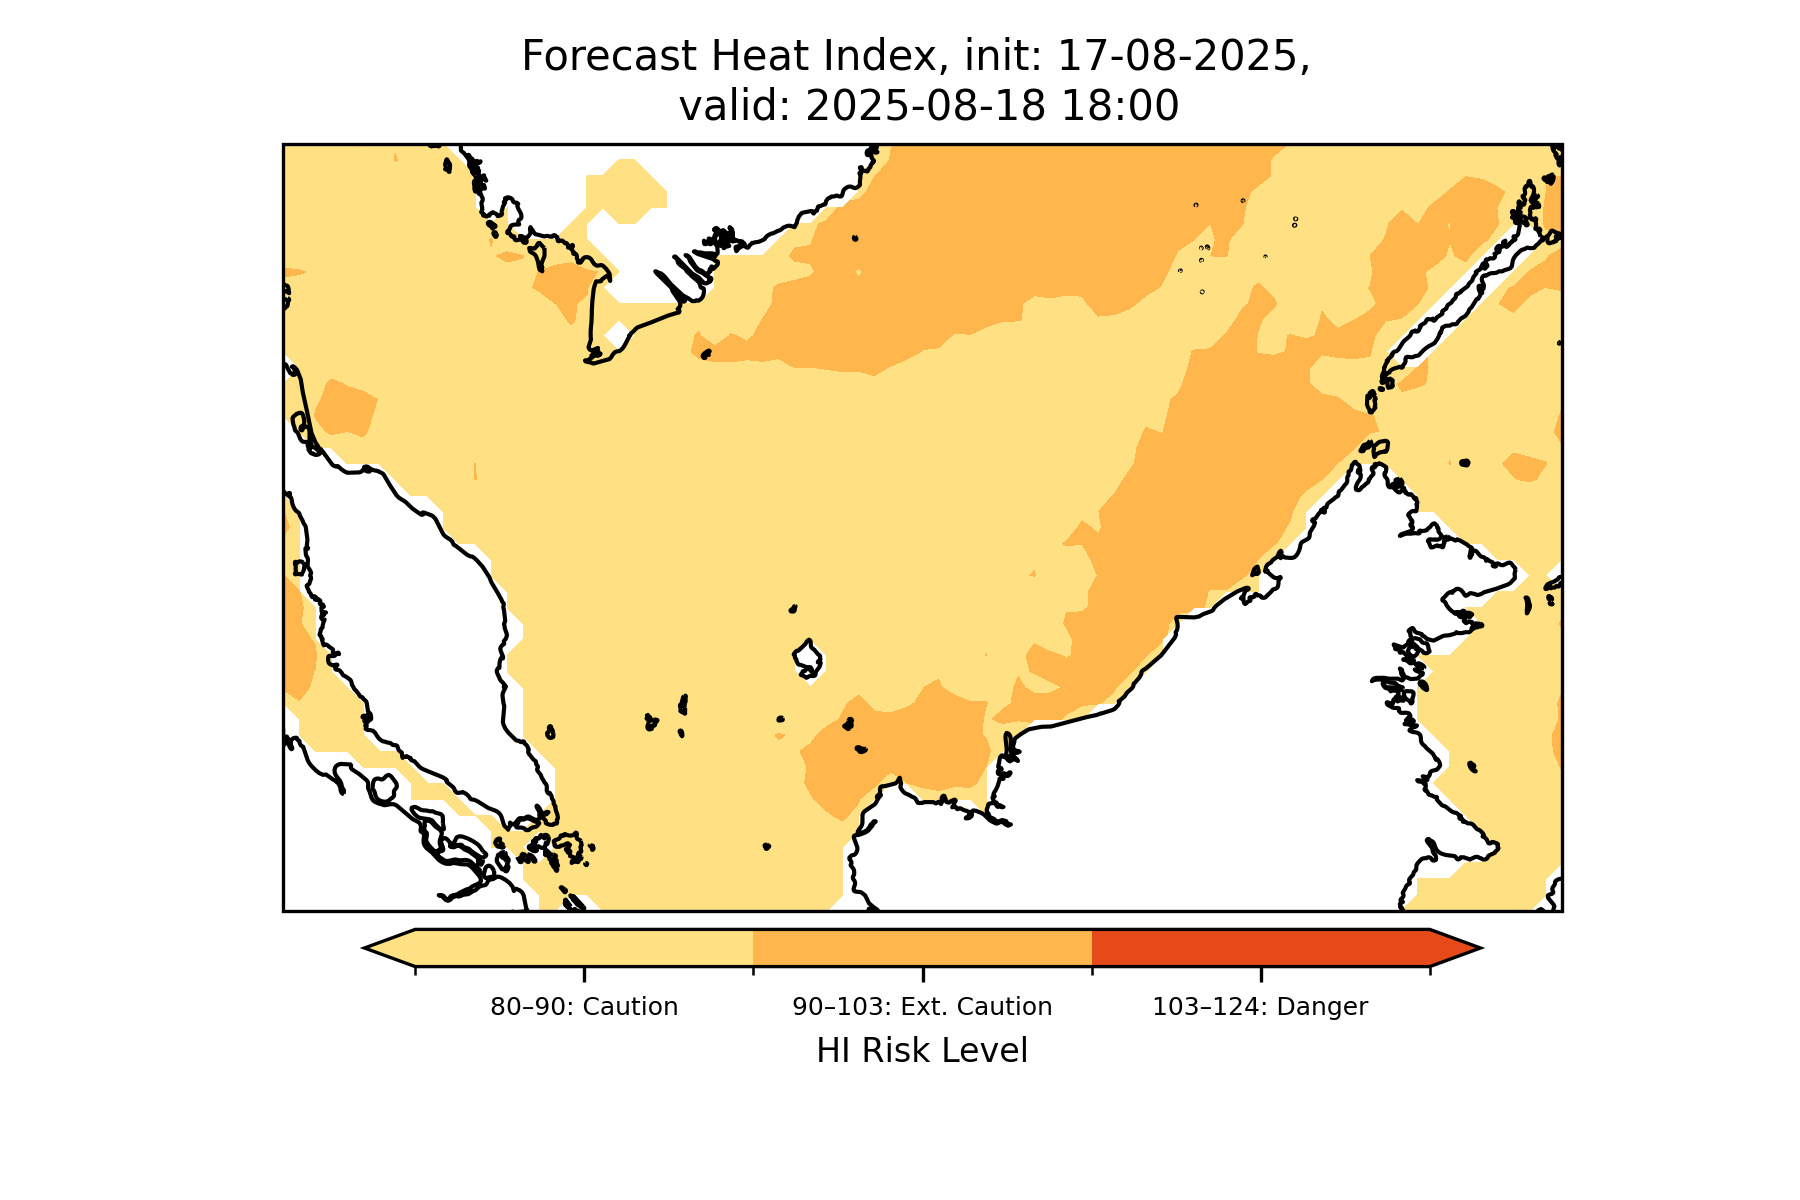 Forecast Heat Index, init: 17-08-2025,
valid: 2025-08-18 18:00
80–90: Caution
90–103: Ext. Caution
103–124: Danger
HI Risk Level